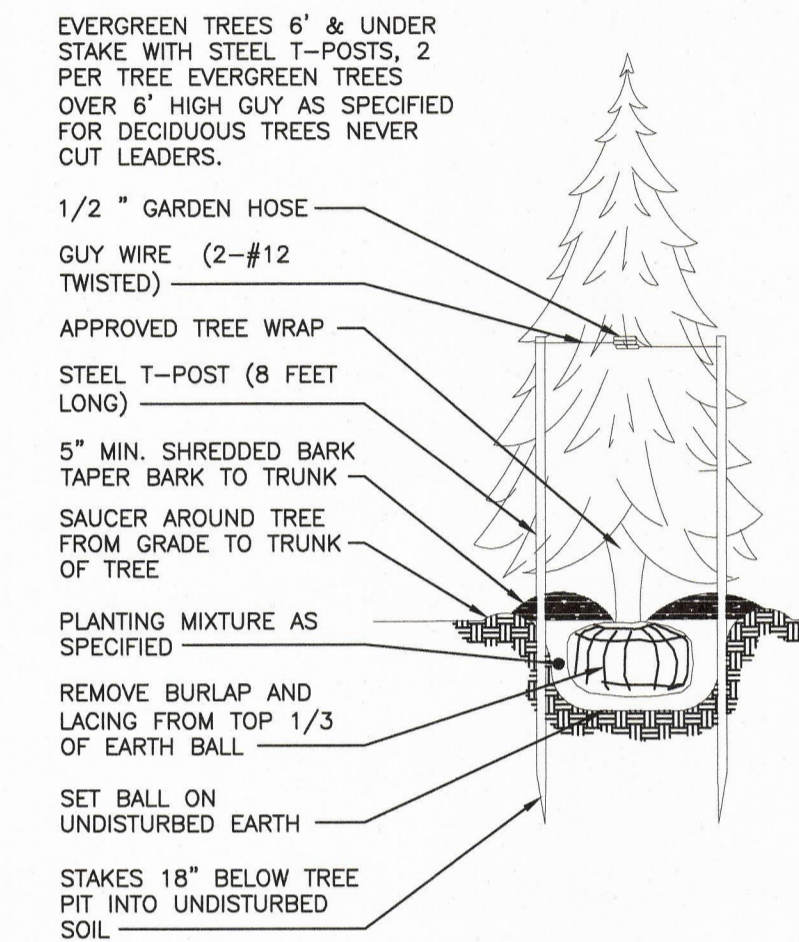 EVERGREEN TREES 6' & UNDER
STAKE WITH STEEL T-POSTS, 2
PER TREE EVERGREEN TREES
OVER 6' HIGH GUY AS SPECIFIED
FOR DECIDUOUS TREES NEVER
CUT LEADERS.
1/2 " GARDEN HOSE
GUY WIRE (2-#12
TWISTED)
APPROVED TREE WRAP
STEEL T-POST (8 FEET
LONG)
5" MIN. SHREDDED BARK
TAPER BARK TO TRUNK
SAUCER AROUND TREE
FROM GRADE TO TRUNK
OF TREE
PLANTING MIXTURE AS
SPECIFIED
REMOVE BURLAP AND
LACING FROM TOP 1/3
OF EARTH BALL
SET BALL ON
UNDISTURBED EARTH
STAKES 18" BELOW TREE
PIT INTO UNDISTURBED
SOIL